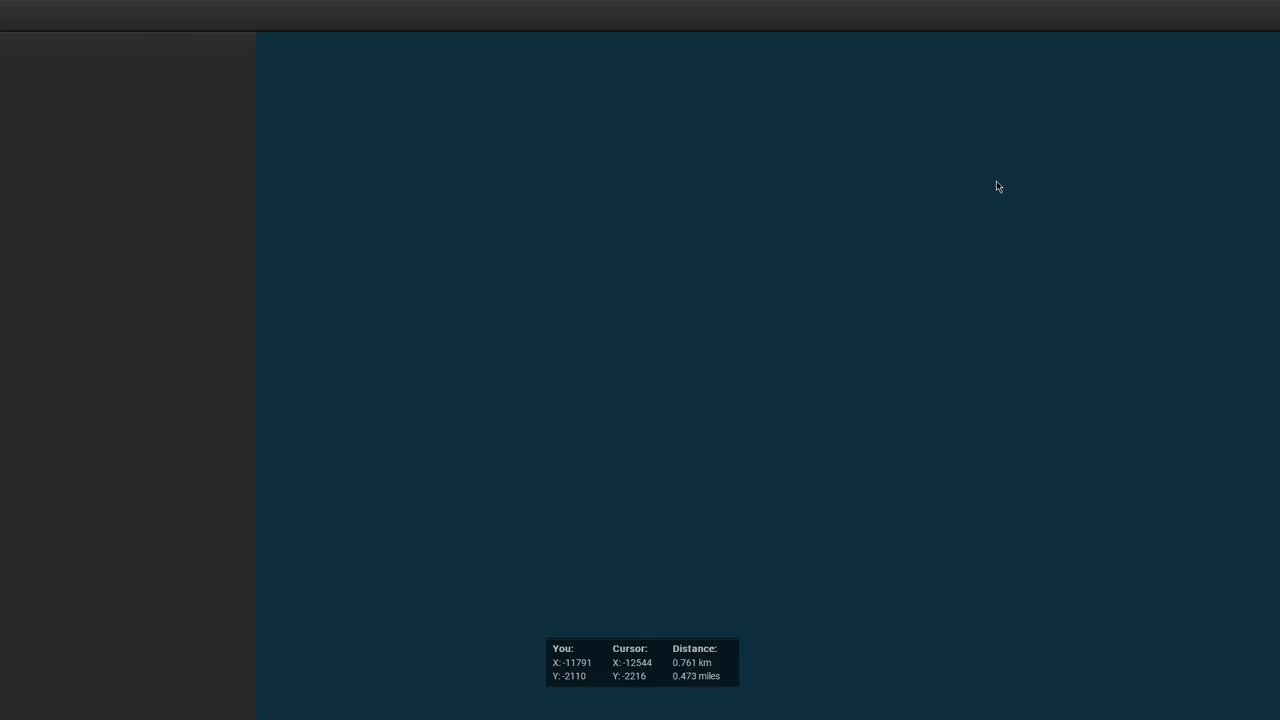 You: Cursor: Distance:
X: -11791 X: -12544 0.761 km
Y: -2110 Y: -2216 0.473 miles